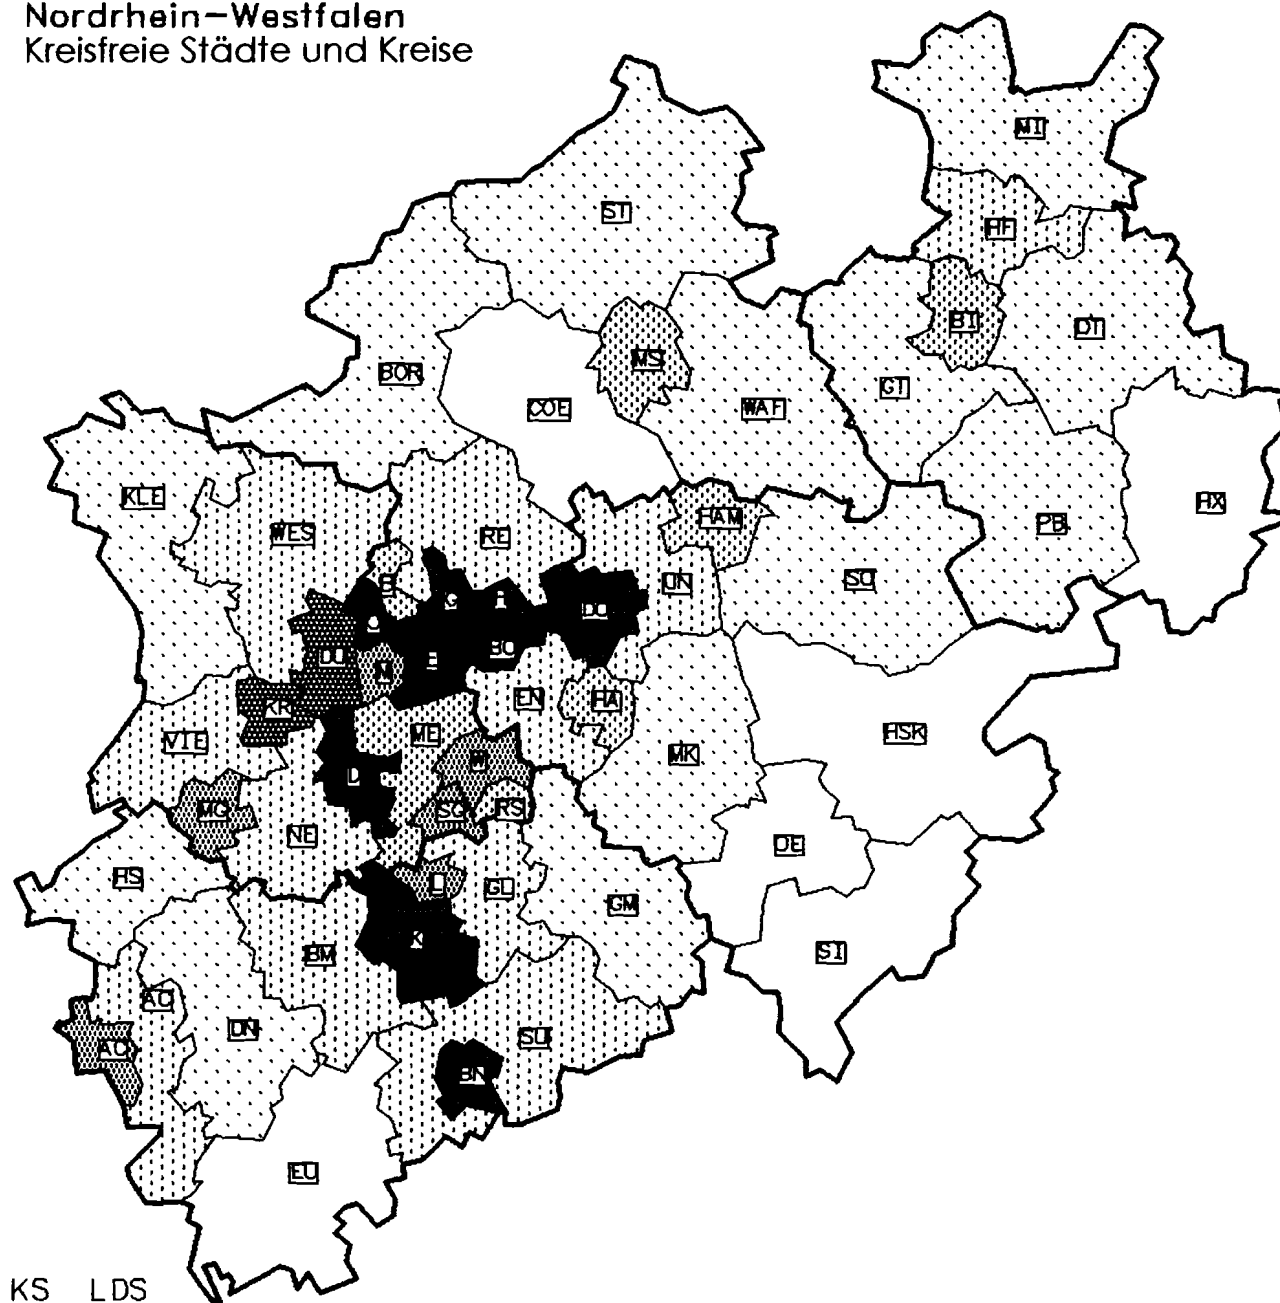 Nordrhein-Westfalen
Kreisfreie Städte und Kreise
MI
ST
HF
BI
DT
MS
BOR
GT
COE
WAF
KLE
HX
HAM
PB
WES
RE
UN
SO
G
H
DO
O
BO
E
DU
M
EN
HA
KR
ME
HSK
VIE
MK
W
D
MG
SG
RS
NE
OE
HS
L
GL
GM
K
BM
SI
AC
DN
SU
AC
BN
EU
KS LDS